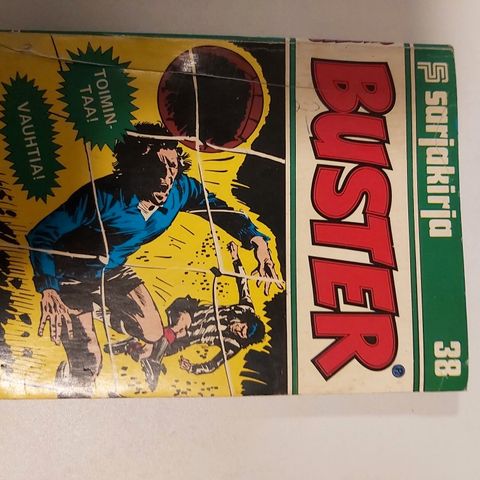 sarjakirja 38
BUSTER
TOIMIN-
TAA!
VAUHTIA!